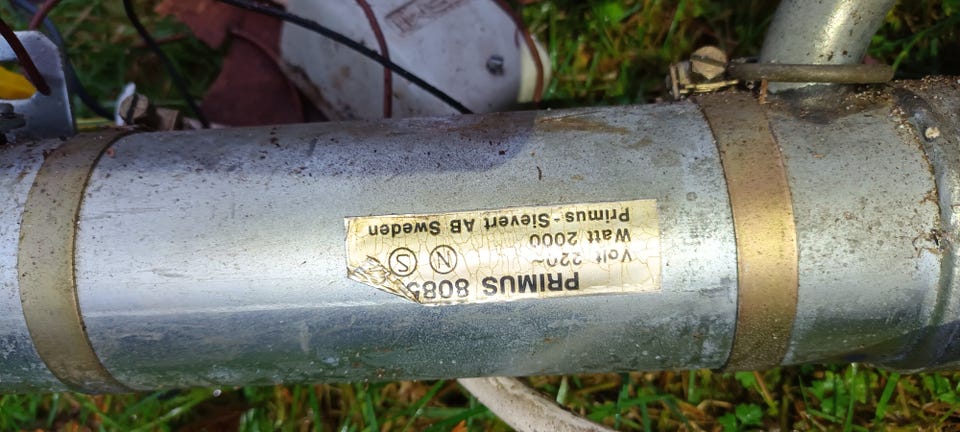 PRIMUS 8085
Volt 220~
Watt 2000
Primus-Sievert AB Sweden
N S